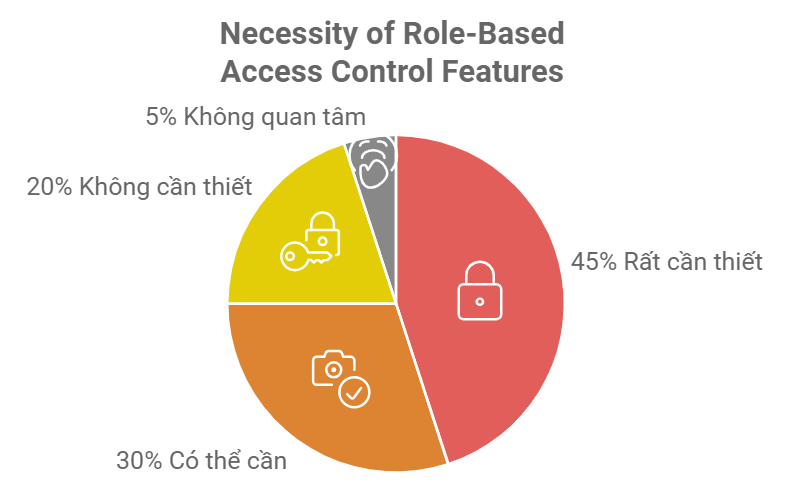 Necessity of Role-Based
Access Control Features
5% Không quan tâm
20% Không cần thiết
45% Rất cần thiết
30% Có thể cần